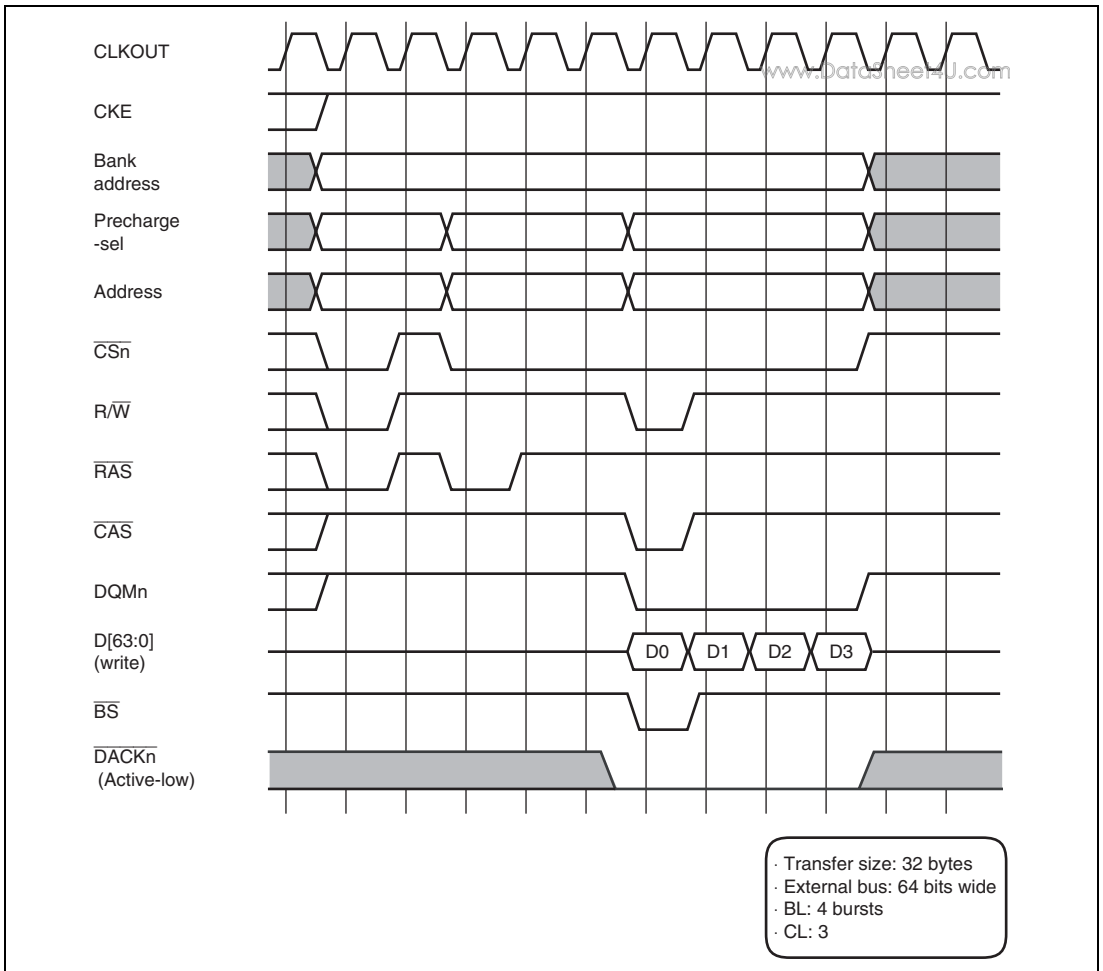 CLKOUT
www.DataSheet4U.com
CKE
Bank
address
Precharge
-sel
Address
CSn
R/W
RAS
CAS
DQMn
D[63:0]
(write)
D0 D1 D2 D3
BS
DACKn
(Active-low)
· Transfer size: 32 bytes
· External bus: 64 bits wide
· BL: 4 bursts
· CL: 3